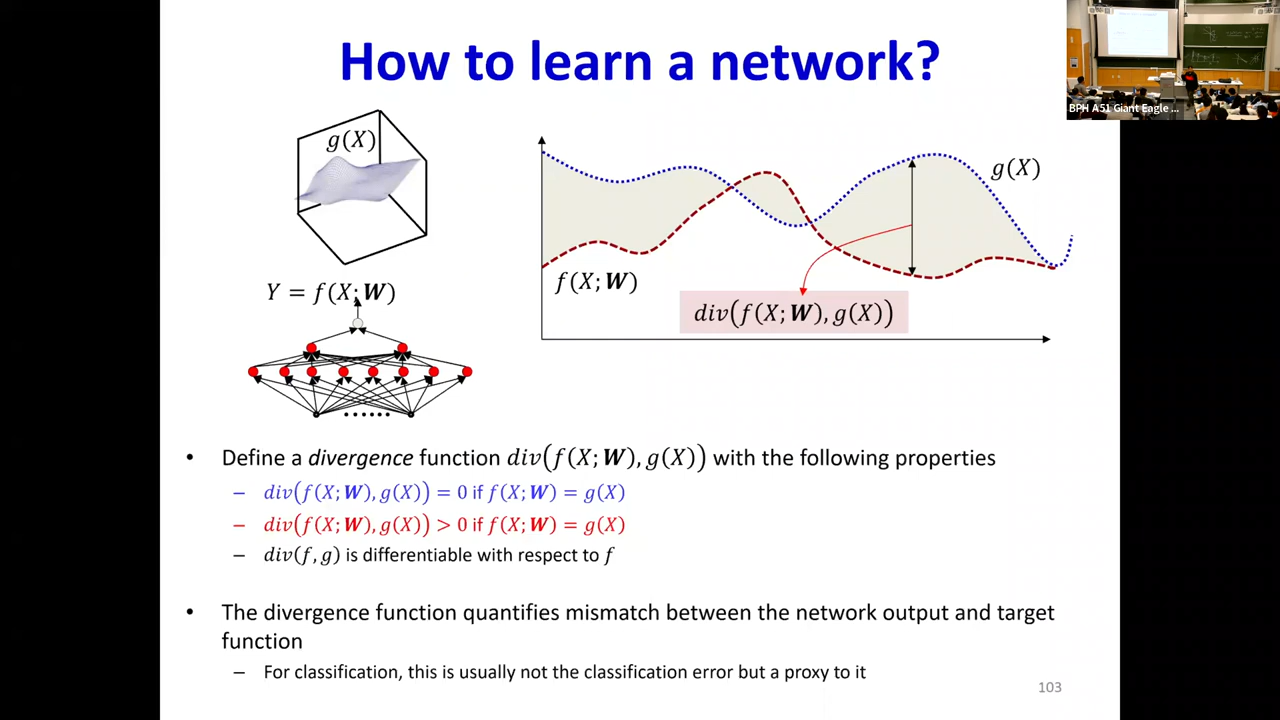 How to learn a network?
BPH A51 Giant Eagle ...
g(X)
g(X)
f(X; W)
div(f(X; W), g(X))
Y = f(X; W)
• Define a divergence function div(f(X; W), g(X)) with the following properties
– div(f(X; W), g(X)) = 0 if f(X; W) = g(X)
– div(f(X; W), g(X)) > 0 if f(X; W) = g(X)
– div(f, g) is differentiable with respect to f
• The divergence function quantifies mismatch between the network output and target
function
– For classification, this is usually not the classification error but a proxy to it
103